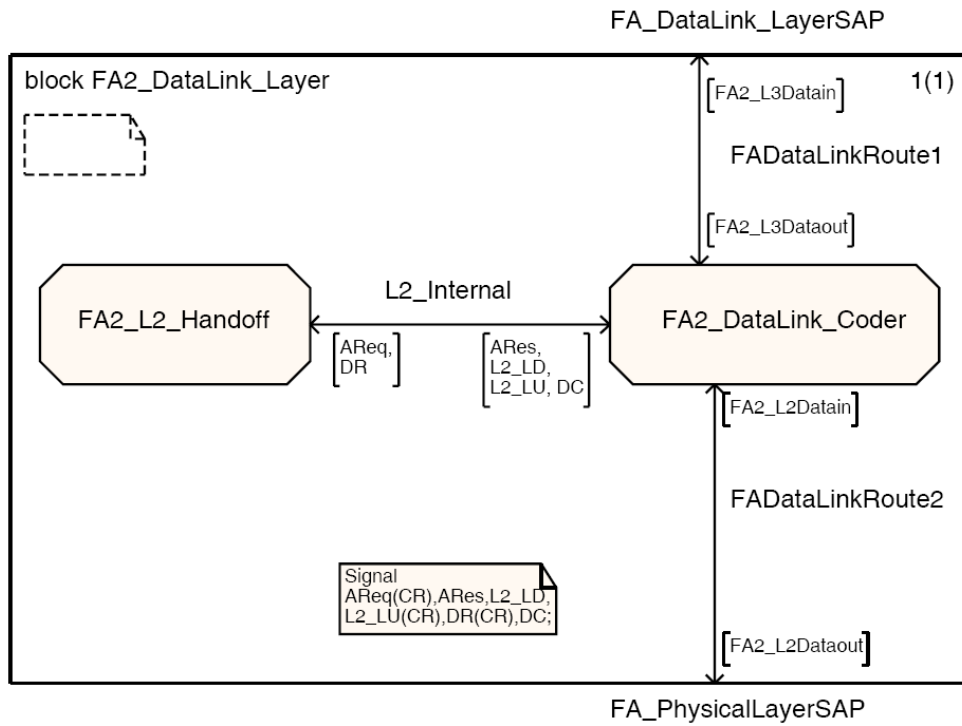 FA_DataLink_LayerSAP
block FA2_DataLink_Layer
1(1)
[FA2_L3Datain]
FADataLinkRoute1
[FA2_L3Dataout]
L2_Internal
FA2_L2_Handoff
FA2_DataLink_Coder
[AReq,
DR]
[ARes,
L2_LD,
L2_LU, DC]
[FA2_L2Datain]
FADataLinkRoute2
Signal
AReq(CR),ARes,L2_LD,
L2_LU(CR),DR(CR),DC;
[FA2_L2Dataout]
FA_PhysicalLayerSAP